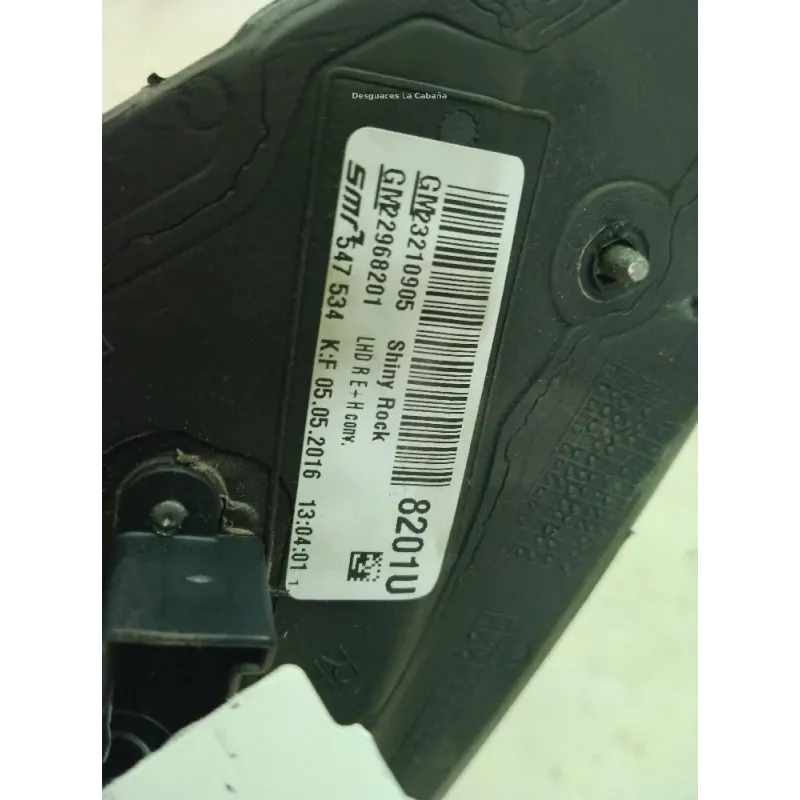 Desguaces La Cabaña
GM23210905 Shiny Rock 8201U
GM22968201 LHD R E+H conv.
smr 547 534 K:F 05.05.2016 13:04:01 1